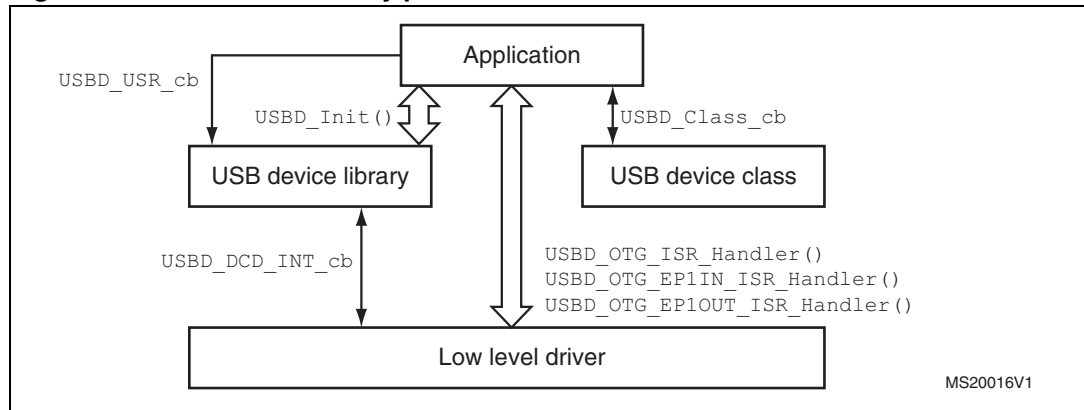 Application
USBD_USR_cb
USBD_Init()
USBD_Class_cb
USB device library
USB device class
USBD_DCD_INT_cb
USBD_OTG_ISR_Handler()
USBD_OTG_EP1IN_ISR_Handler()
USBD_OTG_EP1OUT_ISR_Handler()
Low level driver
MS20016V1